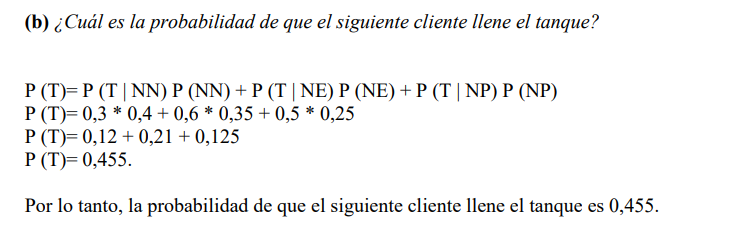 (b) ¿Cuál es la probabilidad de que el siguiente cliente llene el tanque?
P (T)= P (T | NN) P (NN) + P (T | NE) P (NE) + P (T | NP) P (NP)
P (T)= 0,3 * 0,4 + 0,6 * 0,35 + 0,5 * 0,25
P (T)= 0,12 + 0,21 + 0,125
P (T)= 0,455.
Por lo tanto, la probabilidad de que el siguiente cliente llene el tanque es 0,455.